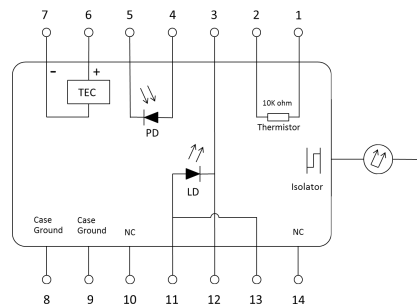 7 6 5 4 3 2 1
- +
TEC
PD
10K ohm
Thermistor
LD
Isolator
Case
Ground
Case
Ground
NC
NC
8 9 10 11 12 13 14